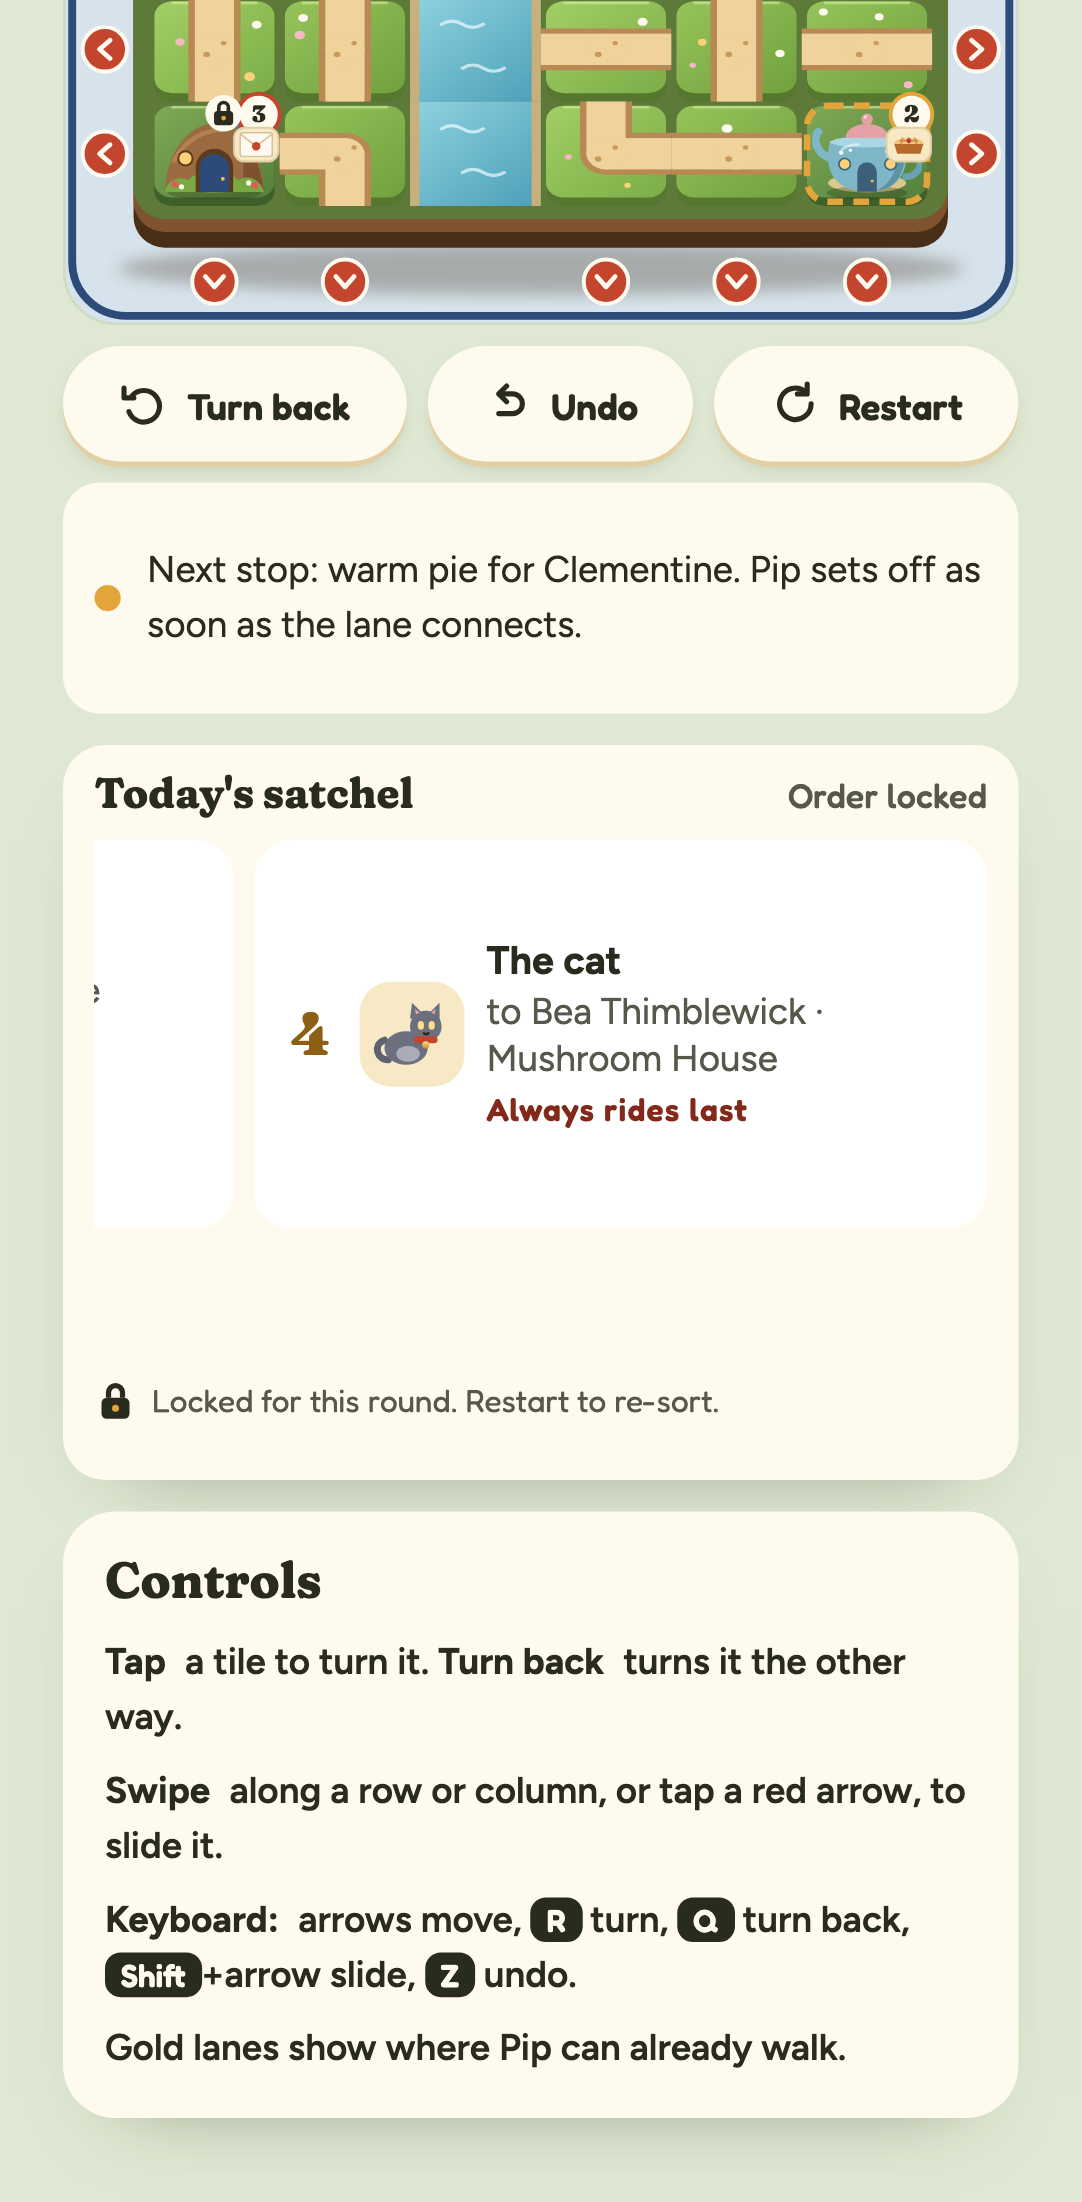 3
2
Turn back
Undo
Restart
Next stop: warm pie for Clementine. Pip sets off as
soon as the lane connects.
Today's satchel
Order locked
e
4
The cat
to Bea Thimblewick ·
Mushroom House
Always rides last
Locked for this round. Restart to re-sort.
Controls
Tap a tile to turn it. Turn back turns it the other
way.
Swipe along a row or column, or tap a red arrow, to
slide it.
Keyboard: arrows move, R turn, Q turn back,
Shift+arrow slide, Z undo.
Gold lanes show where Pip can already walk.